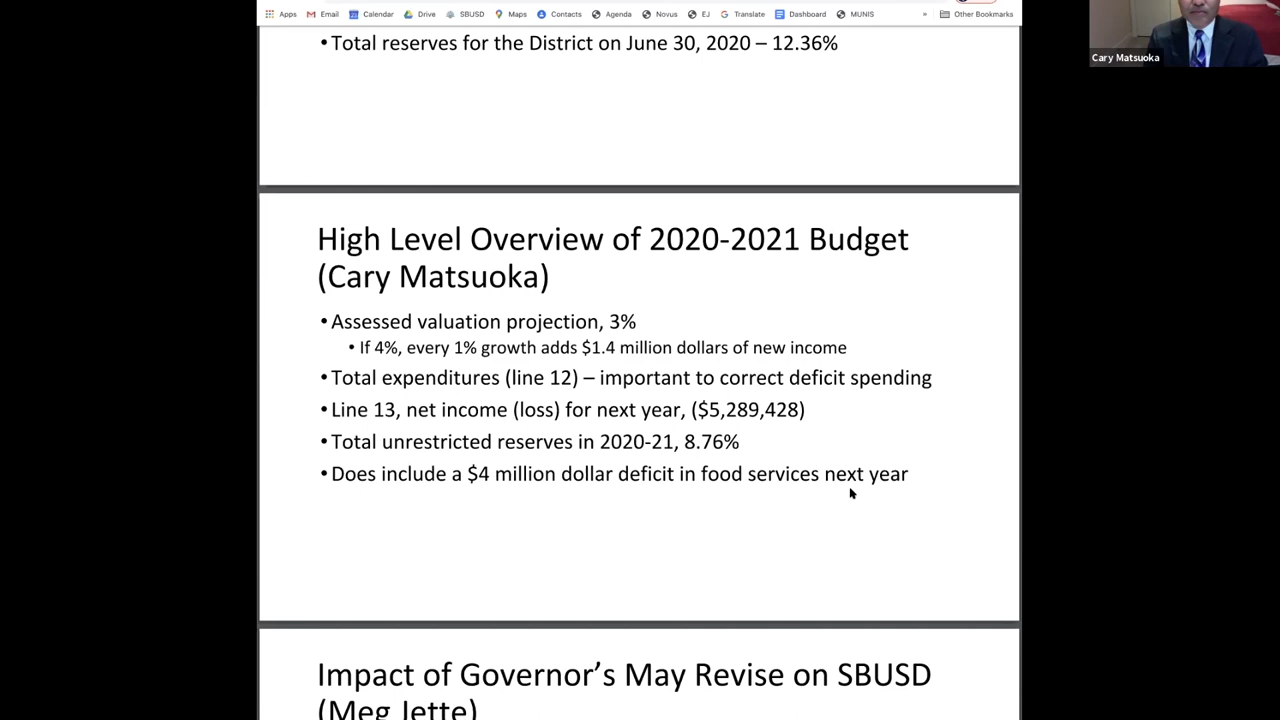 Apps Email Calendar Drive SBUSD Maps Contacts Agenda Novus EJ Translate Dashboard MUNIS » Other Bookmarks
• Total reserves for the District on June 30, 2020 – 12.36%
Cary Matsuoka
High Level Overview of 2020-2021 Budget
(Cary Matsuoka)
• Assessed valuation projection, 3%
• If 4%, every 1% growth adds $1.4 million dollars of new income
• Total expenditures (line 12) – important to correct deficit spending
• Line 13, net income (loss) for next year, ($5,289,428)
• Total unrestricted reserves in 2020-21, 8.76%
• Does include a $4 million dollar deficit in food services next year
Impact of Governor’s May Revise on SBUSD
(Meg Jette)